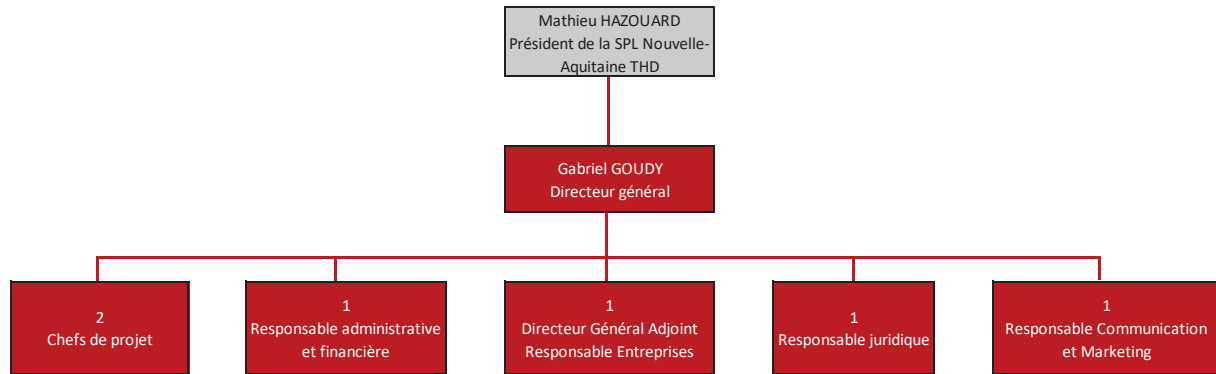 Mathieu HAZOUARD
Président de la SPL Nouvelle-
Aquitaine THD
Gabriel GOUDY
Directeur général
2
Chefs de projet
1
Responsable administrative
et financière
1
Directeur Général Adjoint
Responsable Entreprises
1
Responsable juridique
1
Responsable Communication
et Marketing